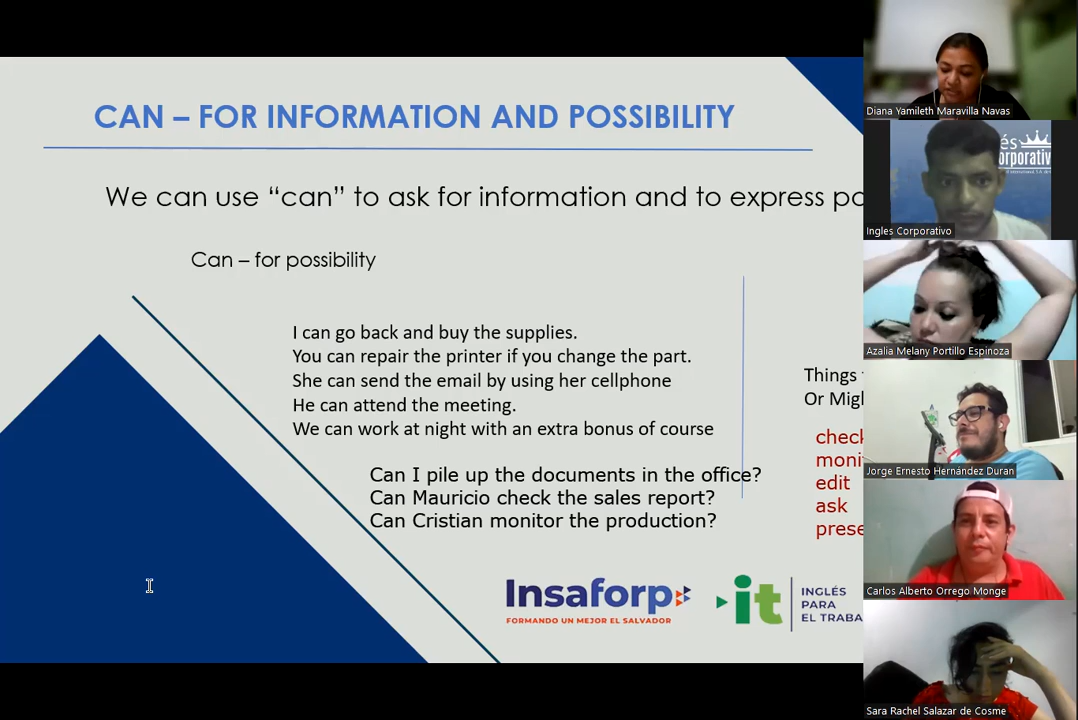 CAN – FOR INFORMATION AND POSSIBILITY
We can use “can” to ask for information and to express
Can – for possibility
I can go back and buy the supplies.
You can repair the printer if you change the part.
She can send the email by using her cellphone
He can attend the meeting.
We can work at night with an extra bonus of course
Can I pile up the documents in the office?
Can Mauricio check the sales report?
Can Cristian monitor the production?
Things
Or
edit
ask
Insaforp
FORMANDO UN MEJOR EL SALVADOR
it
INGLÉS
PARA
EL
Diana Yamileth Maravilla Navas
Ingles Corporativo
Azalia Melany Portillo Espinoza
Jorge Ernesto Hernández Duran
Carlos Alberto Orrego Monge
Sara Rachel Salazar de Cosme